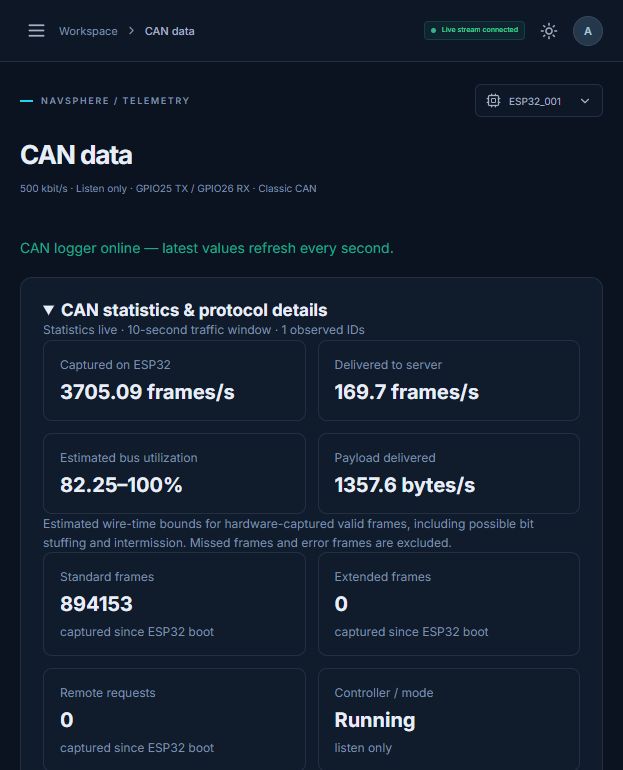 Workspace > CAN data
Live stream connected
A
NAVSPHERE / TELEMETRY
ESP32_001
CAN data
500 kbit/s · Listen only · GPIO25 TX / GPIO26 RX · Classic CAN
CAN logger online — latest values refresh every second.
▼ CAN statistics & protocol details
Statistics live · 10-second traffic window · 1 observed IDs
Captured on ESP32
3705.09 frames/s
Delivered to server
169.7 frames/s
Estimated bus utilization
82.25–100%
Payload delivered
1357.6 bytes/s
Estimated wire-time bounds for hardware-captured valid frames, including possible bit
stuffing and intermission. Missed frames and error frames are excluded.
Standard frames
894153
captured since ESP32 boot
Extended frames
0
captured since ESP32 boot
Remote requests
0
captured since ESP32 boot
Controller / mode
Running
listen only